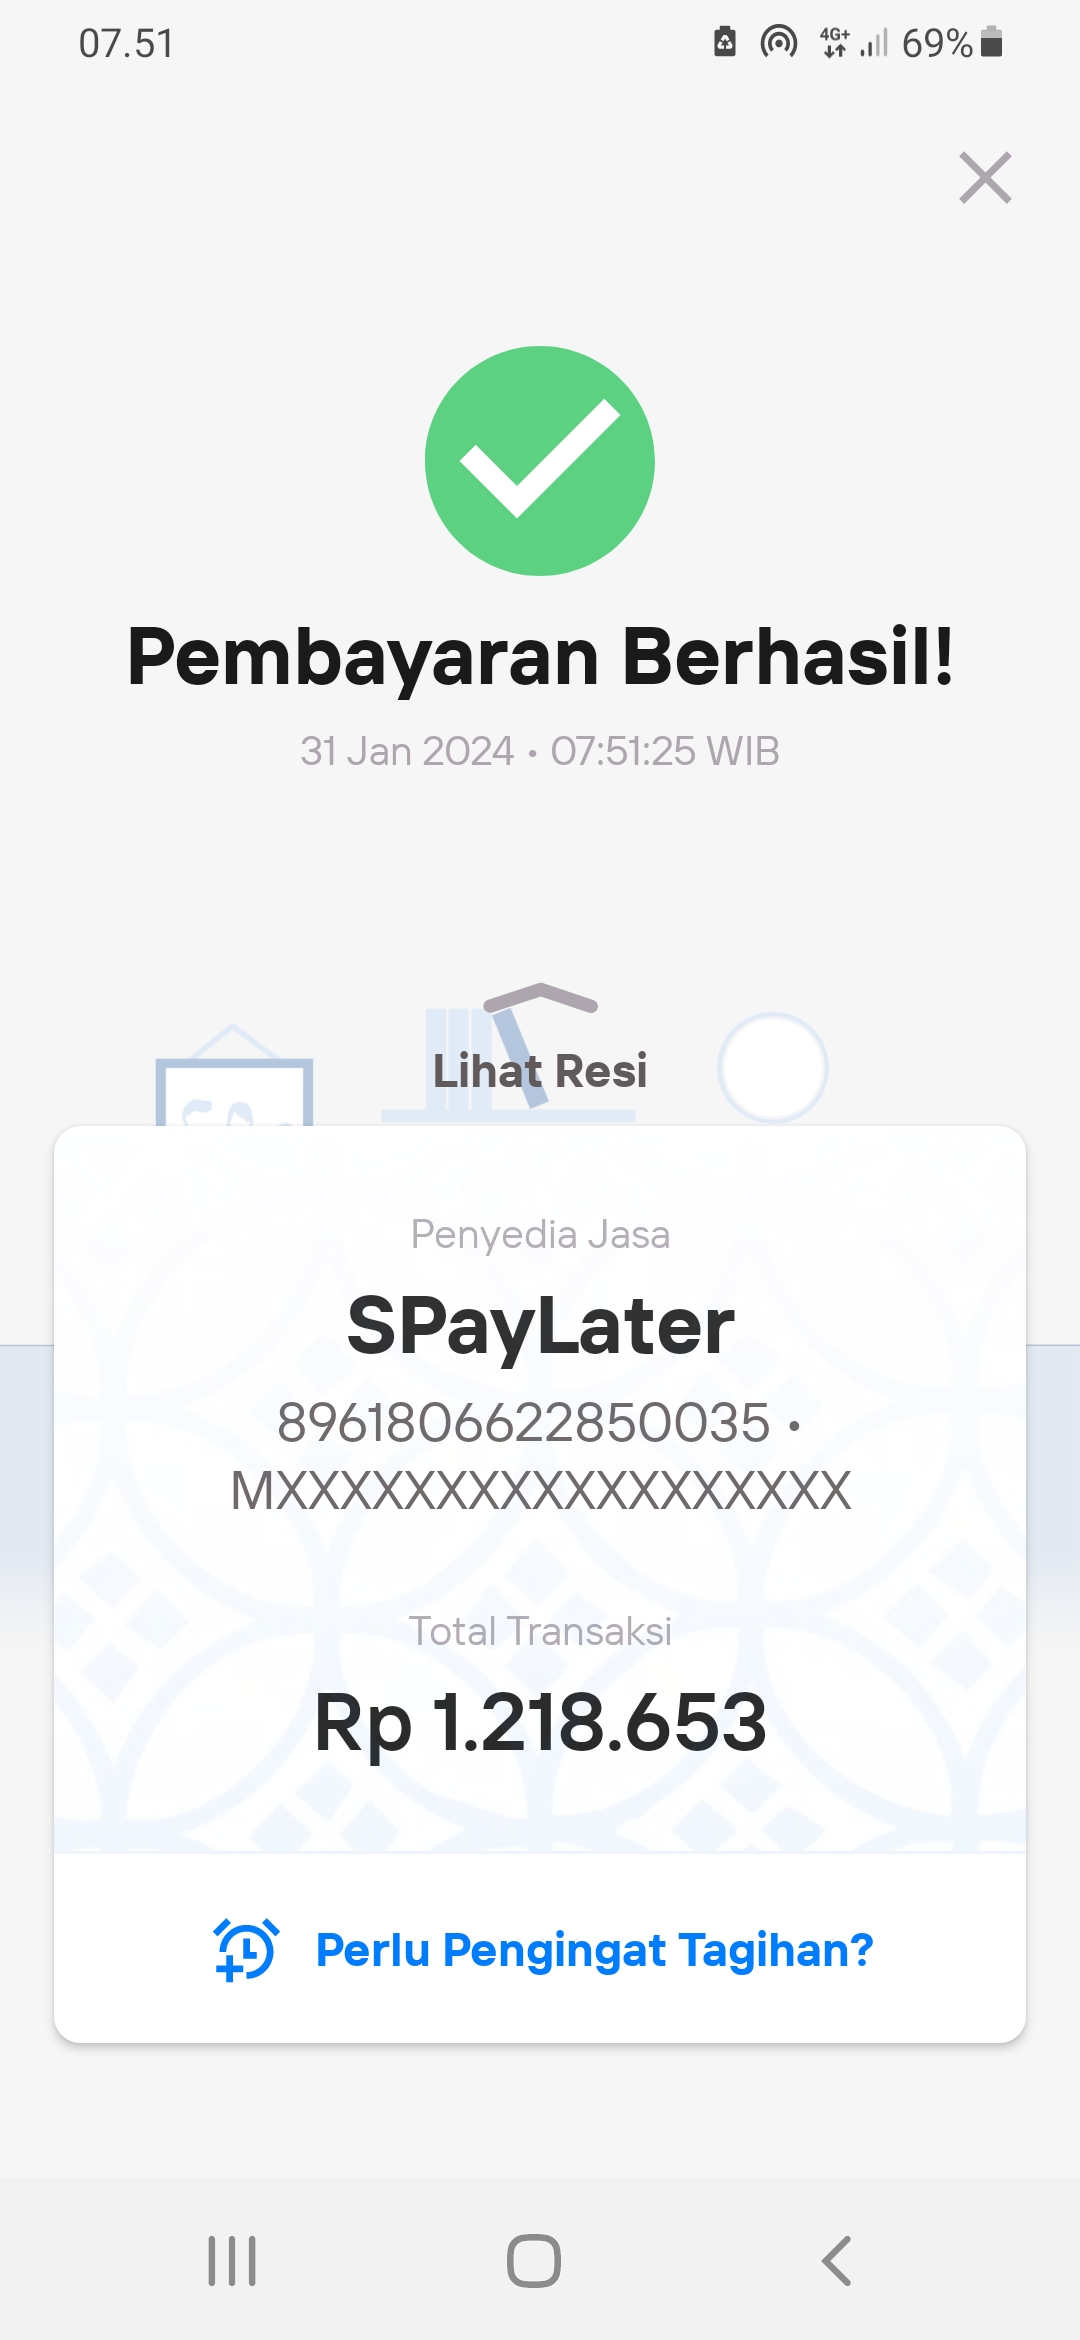 07.51
4G+ 69%
Pembayaran Berhasil!
31 Jan 2024 • 07:51:25 WIB
Lihat Resi
Penyedia Jasa
SPayLater
8961806622850035 •
MXXXXXXXXXXXXXXXXXX
Total Transaksi
Rp 1.218.653
Perlu Pengingat Tagihan?